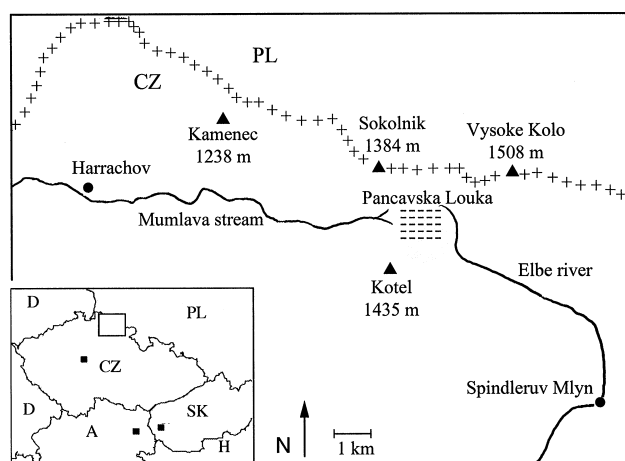 PL
CZ
Kamenec
1238 m
Sokolnik
1384 m
Vysoke Kolo
1508 m
Harrachov
Pancavska Louka
Mumlava stream
Elbe river
Kotel
1435 m
Spindleruv Mlyn
D
PL
CZ
D
SK
A
H
N
1 km